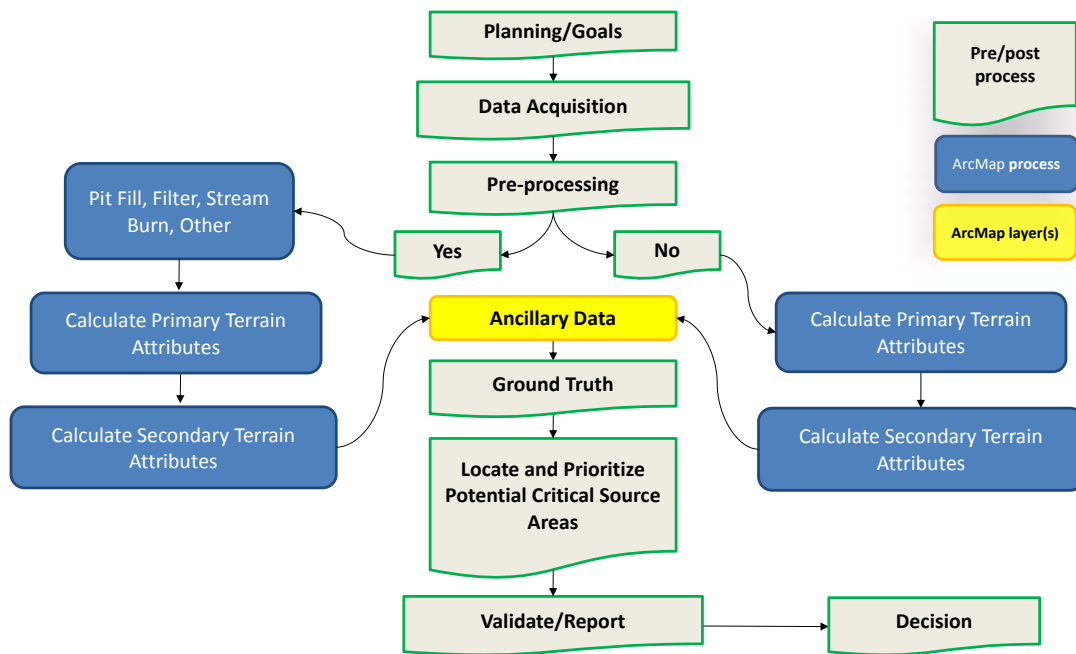 Planning/Goals
Pre/post
process
Data Acquisition
ArcMap process
Pre-processing
Pit Fill, Filter, Stream
Burn, Other
ArcMap layer(s)
Yes
No
Calculate Primary Terrain
Attributes
Ancillary Data
Calculate Primary Terrain
Attributes
Ground Truth
Calculate Secondary Terrain
Attributes
Calculate Secondary Terrain
Attributes
Locate and Prioritize
Potential Critical Source
Areas
Validate/Report
Decision